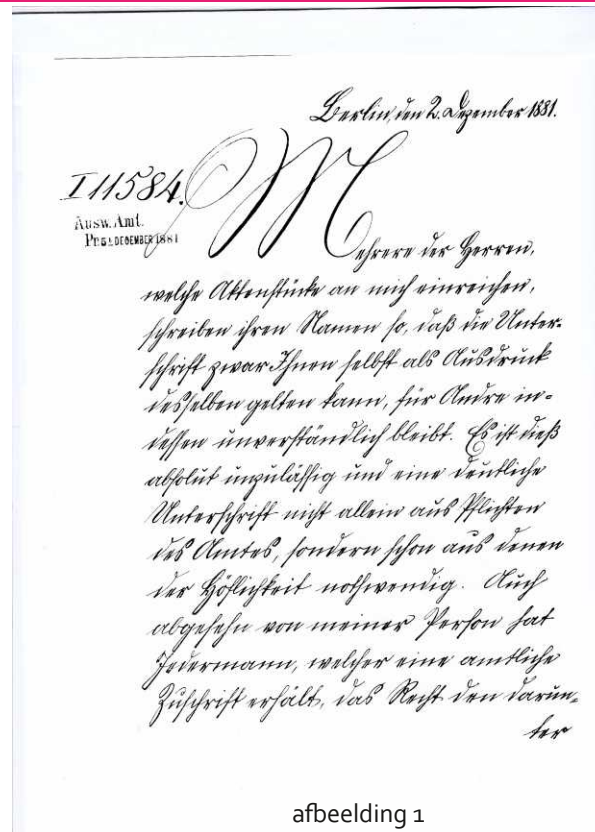 Berlin, den 2. Dezember 1881.
I 11584.
Ausw. Amt.
Pr. 5 DECEMBER 1881
Mehrere der Herren,
welche Aktenstücke an mich einreichen,
schreiben ihren Namen so, daß die Unter-
schrift zwar Ihnen selbst als Ausdruck
desselben gelten kann, für Andre in-
dessen unverständlich bleibt. Es ist dieß
absolut unzulässig und eine deutliche
Unterschrift nicht allein aus Pflichten
des Amtes, sondern schon aus denen
der Höflichkeit nothwendig. Auch
abgesehn von meiner Person hat
Jedermann, welcher eine amtliche
Zuschrift erhält, das Recht den darun-
ter
afbeelding 1